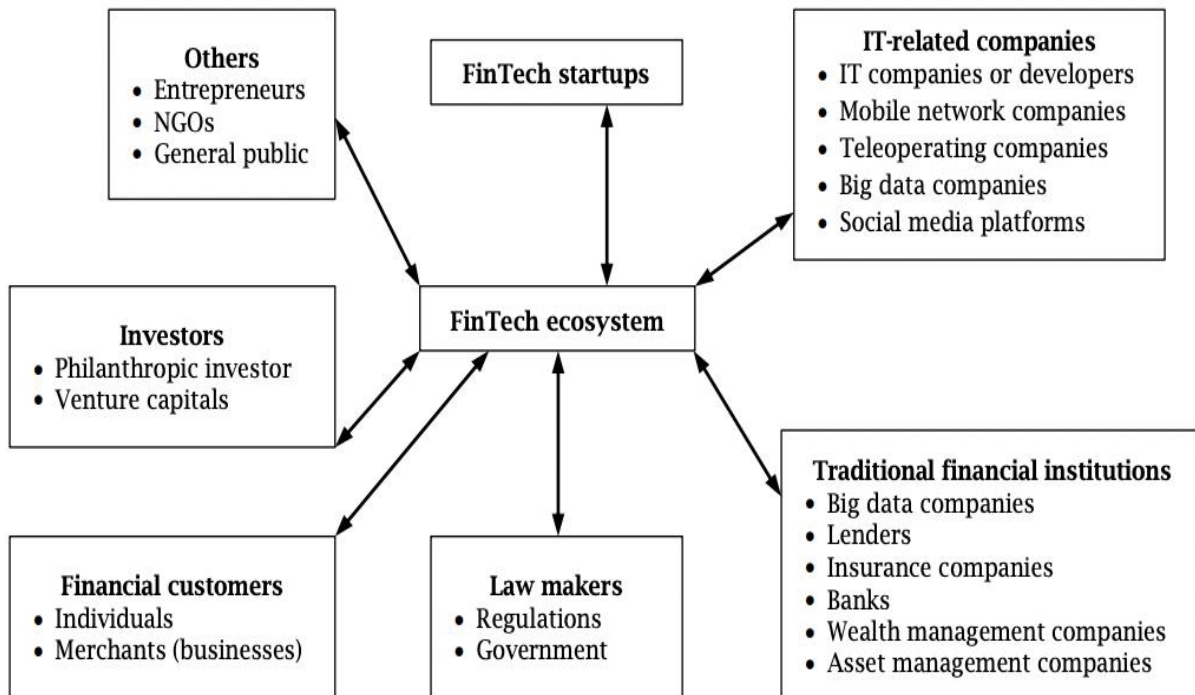 Others
• Entrepreneurs
• NGOs
• General public
FinTech startups
IT-related companies
• IT companies or developers
• Mobile network companies
• Teleoperating companies
• Big data companies
• Social media platforms
FinTech ecosystem
Investors
• Philanthropic investor
• Venture capitals
Traditional financial institutions
• Big data companies
• Lenders
• Insurance companies
• Banks
• Wealth management companies
• Asset management companies
Financial customers
• Individuals
• Merchants (businesses)
Law makers
• Regulations
• Government